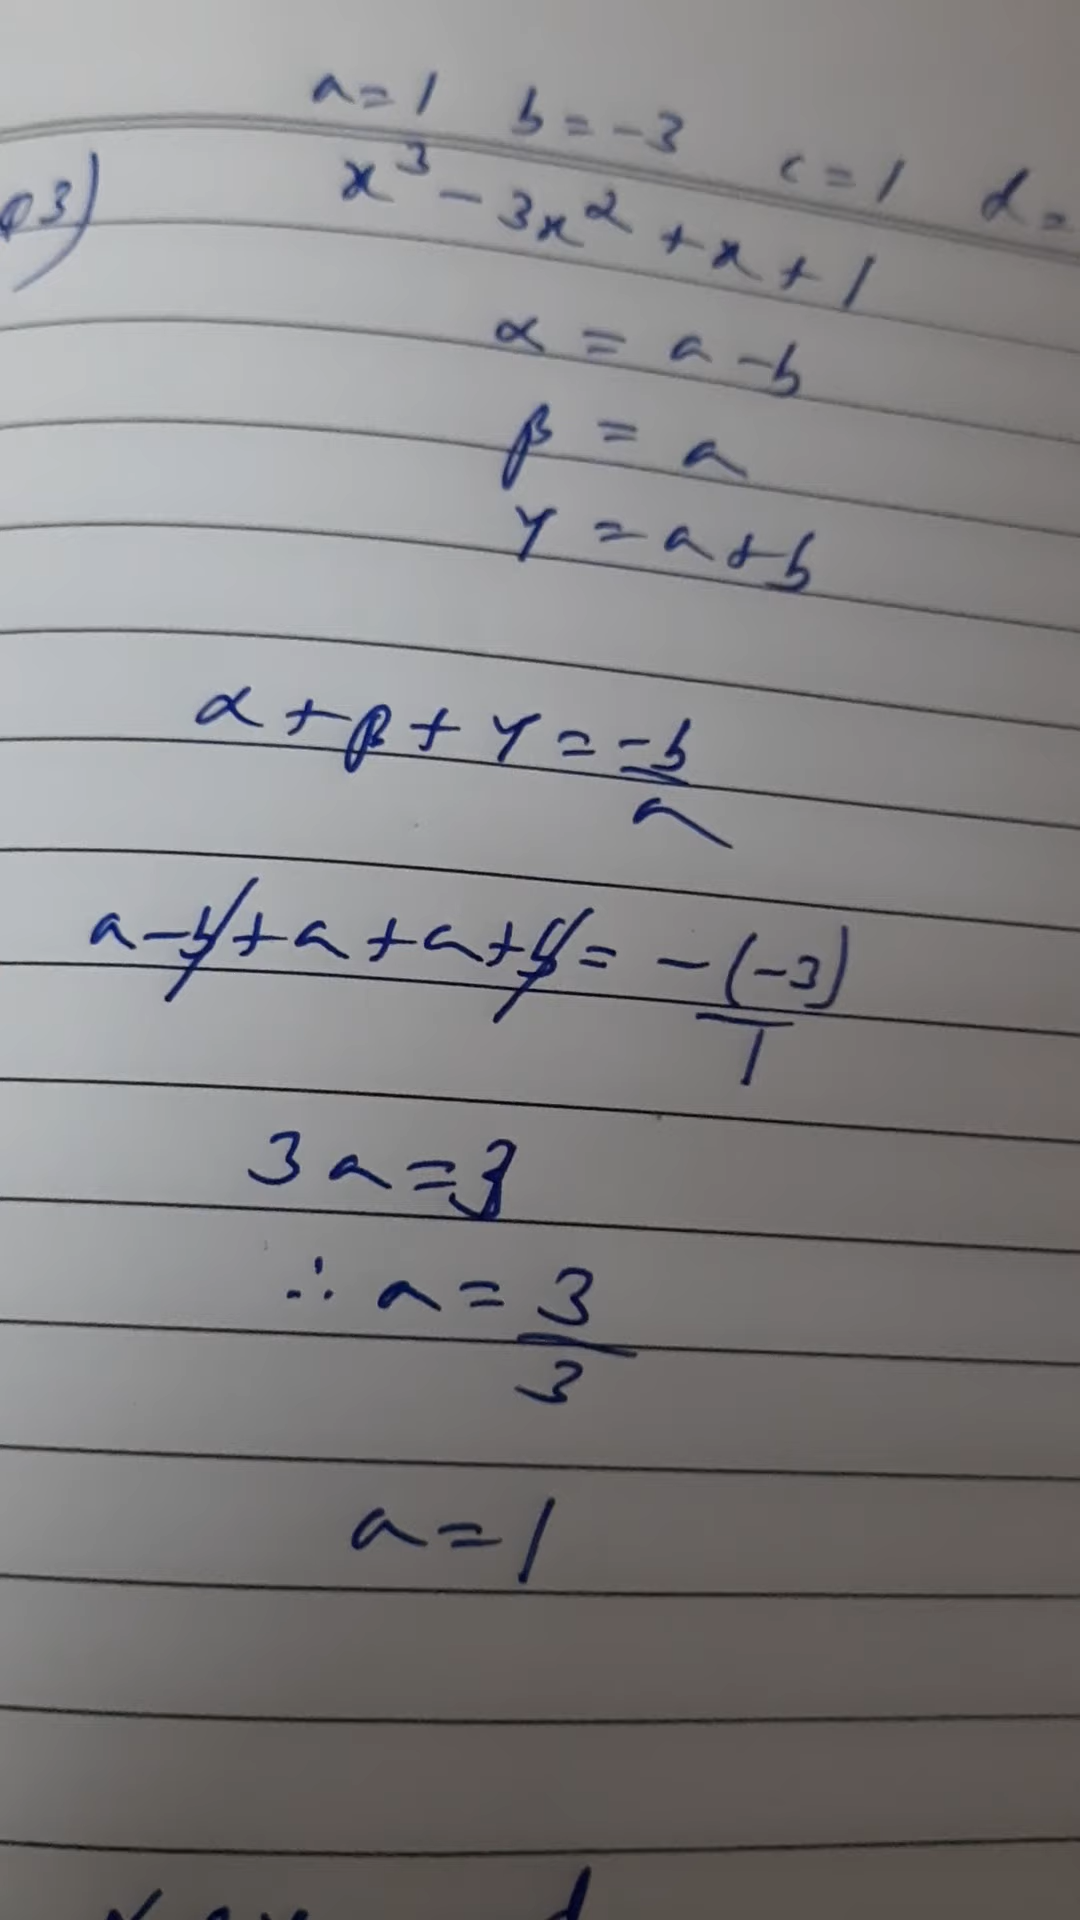 a=1 b=-3 c=1 d=
Q3) x³ - 3x² + x + 1
α = a - b
β = a
γ = a + b
α + β + γ = -b/a
a - b + a + a + b = -(-3)/1
3a = 3
∴ a = 3/3
a = 1